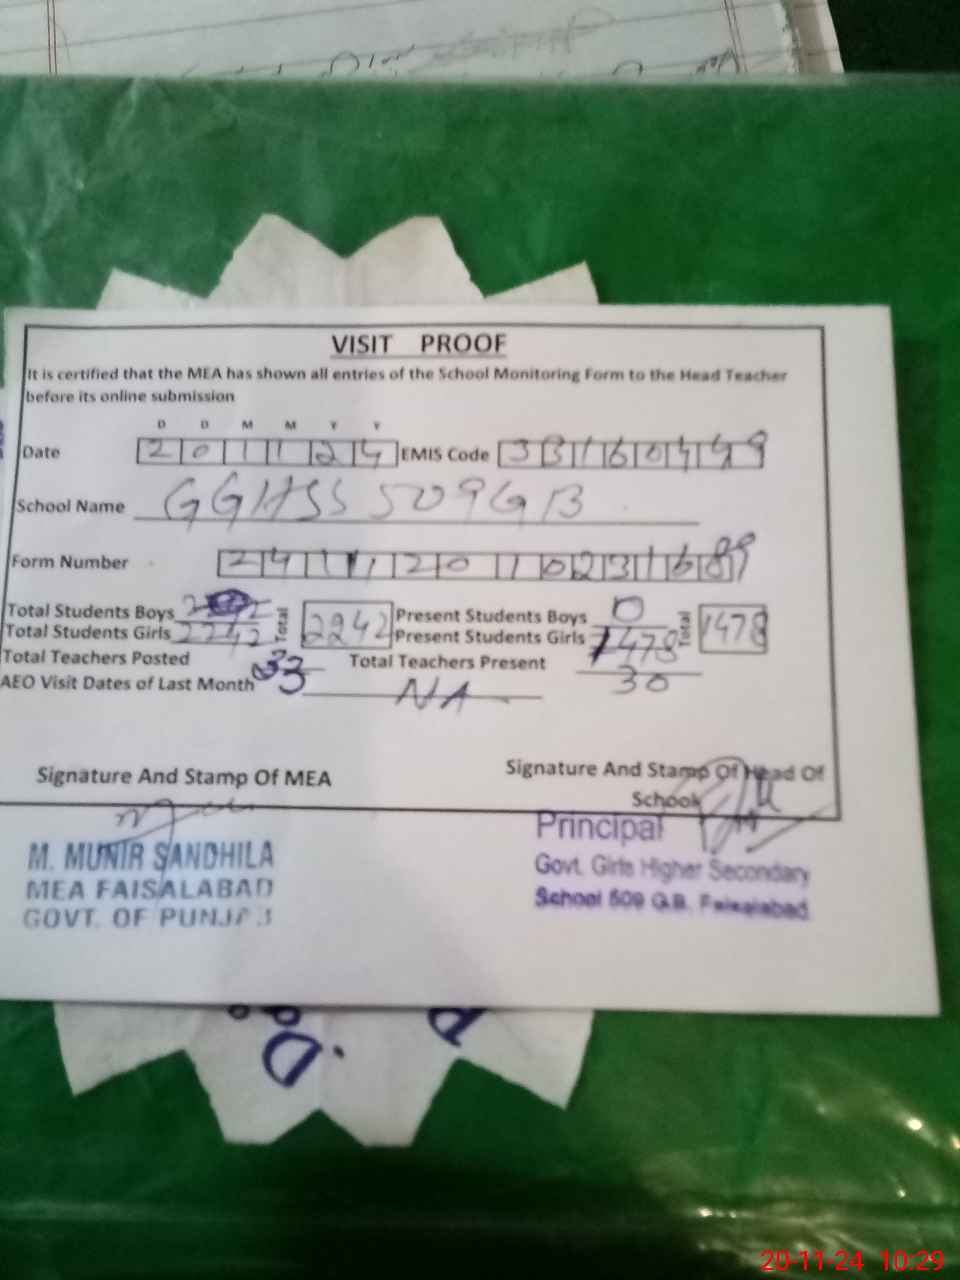 VISIT PROOF
It is certified that the MEA has shown all entries of the School Monitoring Form to the Head Teacher
before its online submission
D D M M Y Y
Date 2 0 1 1 2 4 EMIS Code 3 3 1 6 0 4 4 9
School Name GGHSS 509 GB
Form Number 2 4 1 1 2 0 1 0 2 3 1 6 8 9
Total Students Boys
Total Students Girls 2242 Total 2242
Present Students Boys 0
Present Students Girls 1478 Total 1478
Total Teachers Posted 33 Total Teachers Present 30
AEO Visit Dates of Last Month NA
Signature And Stamp Of MEA
Signature And Stamp Of Head Of
School
M. MUNIR SANDHILA
MEA FAISALABAD
GOVT. OF PUNJAB
Principal
Govt. Girls Higher Secondary
School 509 G.B. Faisalabad
20-11-24 10:29